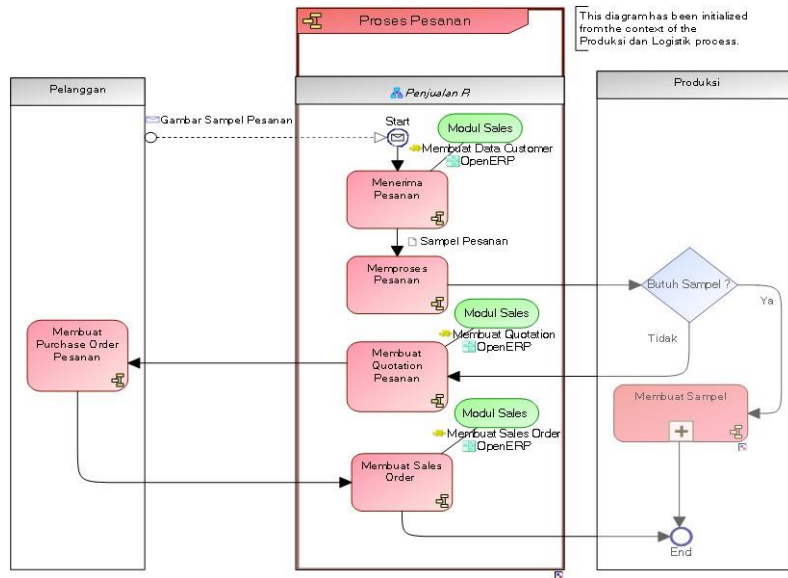 Proses Pesanan
This diagram has been initialized
from the context of the
Produksi dan Logistik process.
Pelanggan
Penjualan R
Produksi
Gambar Sampel Pesanan
Start
Modul Sales
Membuat Data Customer
OpenERP
Menerima
Pesanan
Sampel Pesanan
Memproses
Pesanan
Butuh Sampel ?
Ya
Tidak
Modul Sales
Membuat Quotation
OpenERP
Membuat
Purchase Order
Pesanan
Membuat
Quotation
Pesanan
Membuat Sampel
Modul Sales
Membuat Sales Order
OpenERP
Membuat Sales
Order
End